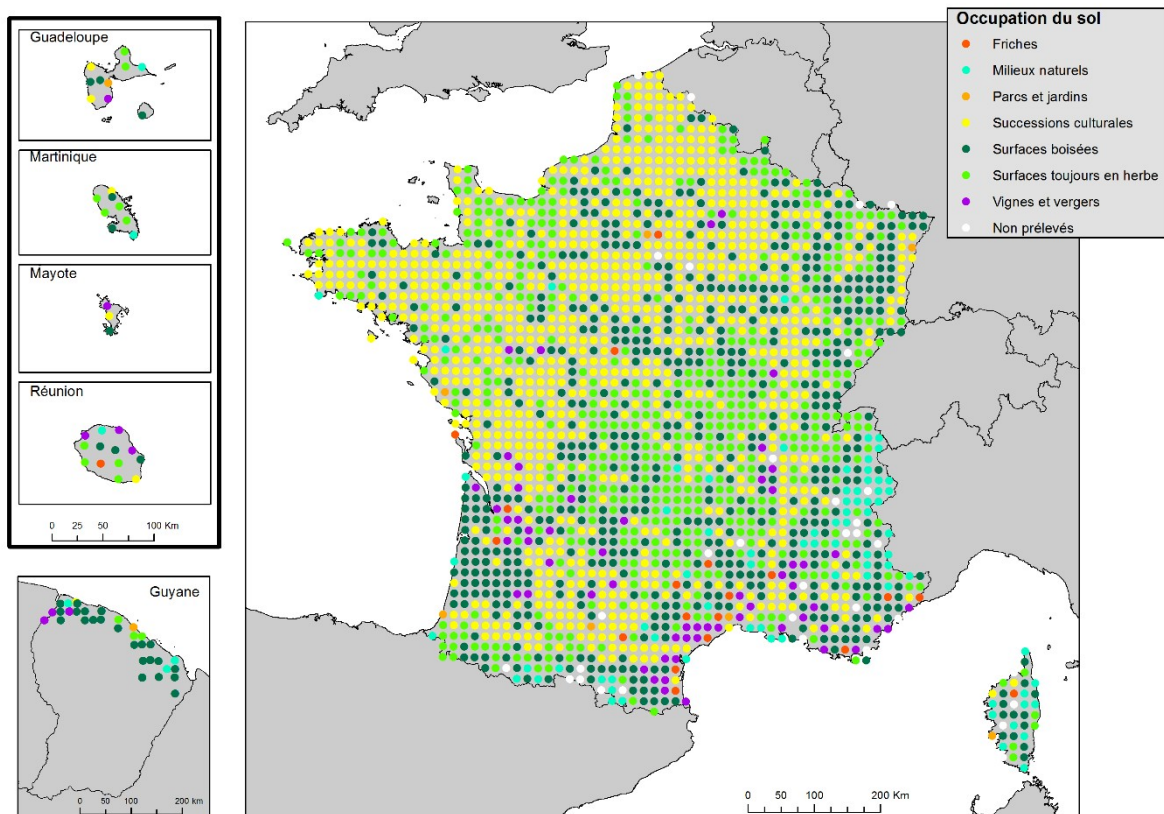 Guadeloupe
Martinique
Mayote
Réunion
0 25 50 100 Km
Guyane
0 50 100 200 km
Occupation du sol
Friches
Milieux naturels
Parcs et jardins
Successions culturales
Surfaces boisées
Surfaces toujours en herbe
Vignes et vergers
Non prélevés
0 50 100 200 Km